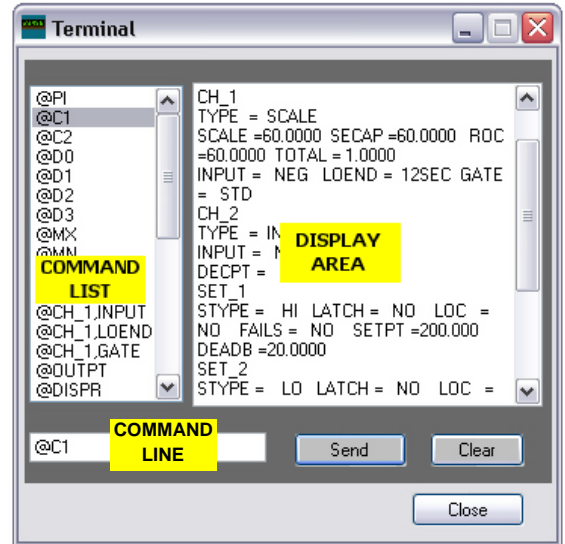 Terminal
@PI
@C1
@C2
@D0
@D1
@D2
@D3
@MX
@MN
COMMAND
LIST
@CH_1,INPUT
@CH_1,LOEND
@CH_1,GATE
@OUTPT
@DISPR
CH_1
TYPE = SCALE
SCALE =60.0000 SECAP =60.0000 ROC
=60.0000 TOTAL = 1.0000
INPUT = NEG LOEND = 12SEC GATE
= STD
CH_2
TYPE =
INPUT =
DECPT =
DISPLAY
AREA
SET_1
STYPE = HI LATCH = NO LOC =
NO FAILS = NO SETPT =200.000
DEADB =20.0000
SET_2
STYPE = LO LATCH = NO LOC =
@C1
COMMAND
LINE
Send
Clear
Close